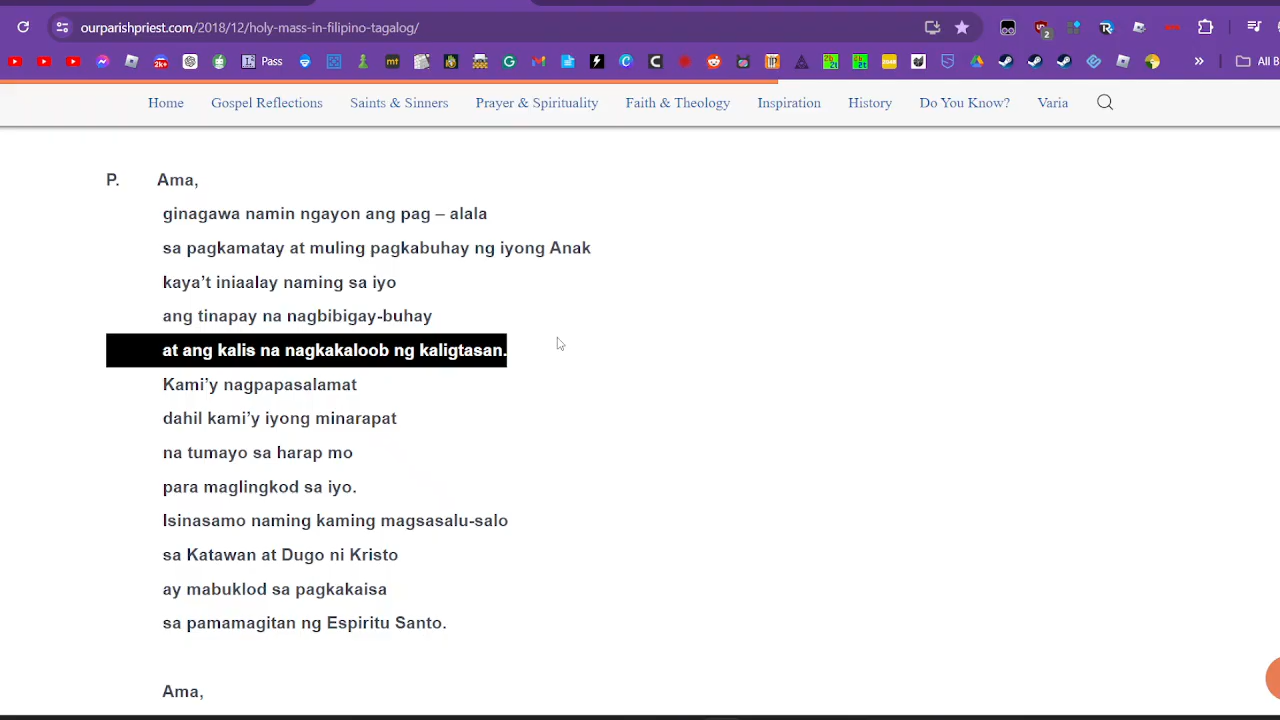 ourparishpriest.com/2018/12/holy-mass-in-filipino-tagalog/
Pass
All B
Home Gospel Reflections Saints & Sinners Prayer & Spirituality Faith & Theology Inspiration History Do You Know? Varia
P. Ama,
ginagawa namin ngayon ang pag – alala
sa pagkamatay at muling pagkabuhay ng iyong Anak
kaya’t iniaalay naming sa iyo
ang tinapay na nagbibigay-buhay
at ang kalis na nagkakaloob ng kaligtasan.
Kami’y nagpapasalamat
dahil kami’y iyong minarapat
na tumayo sa harap mo
para maglingkod sa iyo.
Isinasamo naming kaming magsasalu-salo
sa Katawan at Dugo ni Kristo
ay mabuklod sa pagkakaisa
sa pamamagitan ng Espiritu Santo.
Ama,